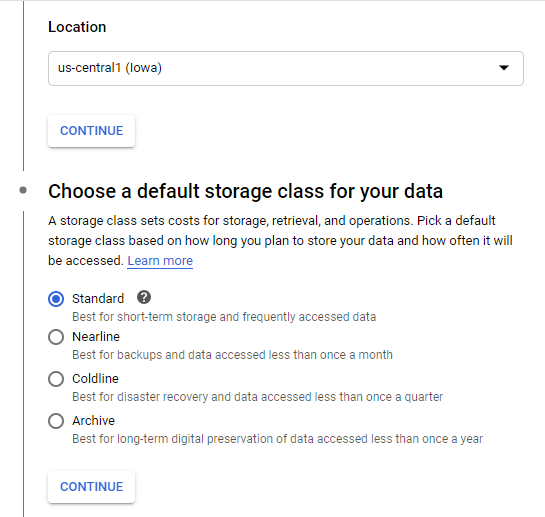 Location
us-central1 (Iowa)
CONTINUE
Choose a default storage class for your data
A storage class sets costs for storage, retrieval, and operations. Pick a default
storage class based on how long you plan to store your data and how often it will
be accessed. Learn more
Standard ?
Best for short-term storage and frequently accessed data
Nearline
Best for backups and data accessed less than once a month
Coldline
Best for disaster recovery and data accessed less than once a quarter
Archive
Best for long-term digital preservation of data accessed less than once a year
CONTINUE